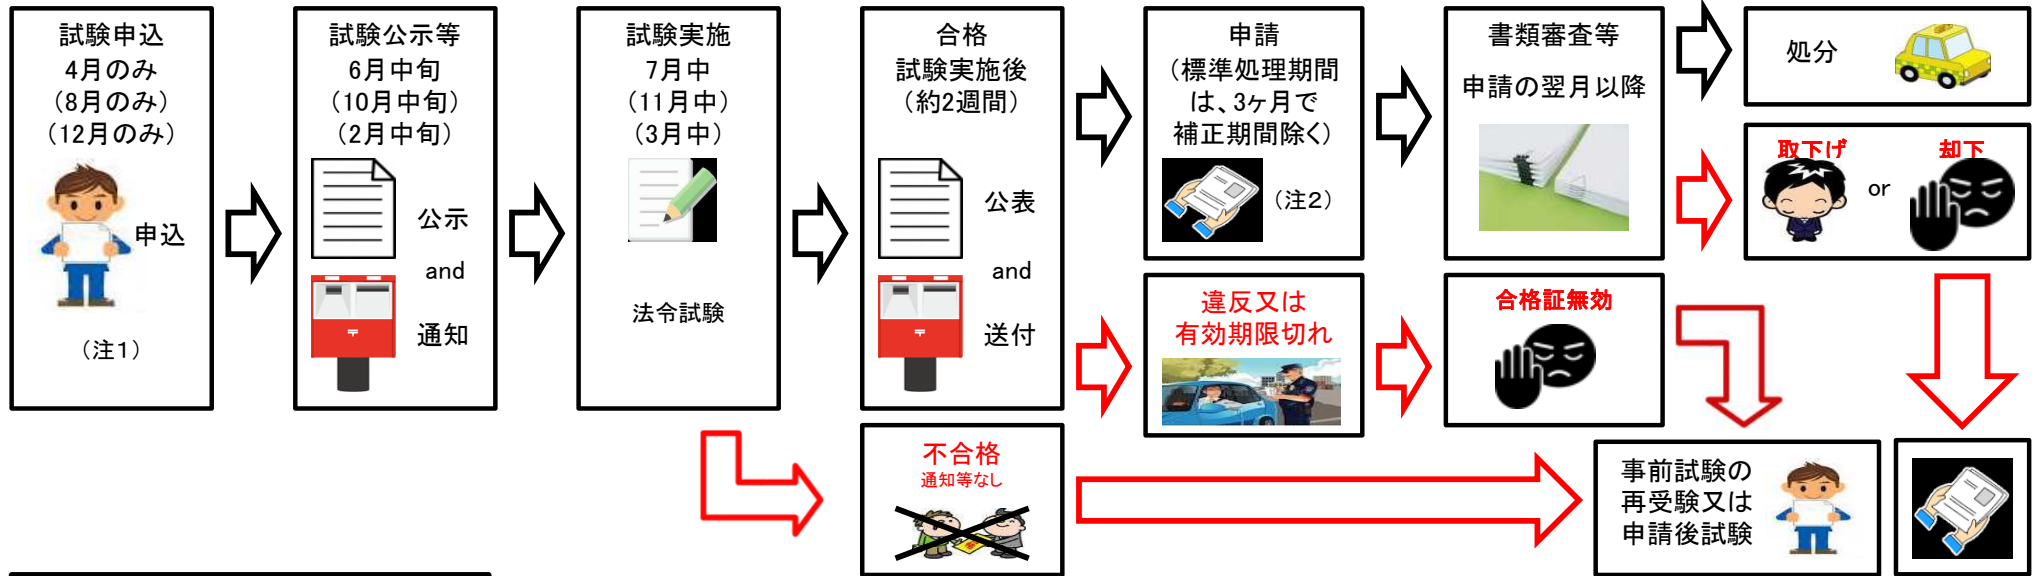 試験申込
4月のみ
(8月のみ)
(12月のみ)
申込
(注1)
試験公示等
6月中旬
(10月中旬)
(2月中旬)
公示
and
通知
試験実施
7月中
(11月中)
(3月中)
法令試験
合格
試験実施後
(約2週間)
公表
and
送付
不合格
通知等なし
申請
(標準処理期間
は、3ヶ月で
補正期間除く)
(注2)
違反又は
有効期限切れ
書類審査等
申請の翌月以降
合格証無効
処分
取下げ
or
却下
事前試験の
再受験又は
申請後試験